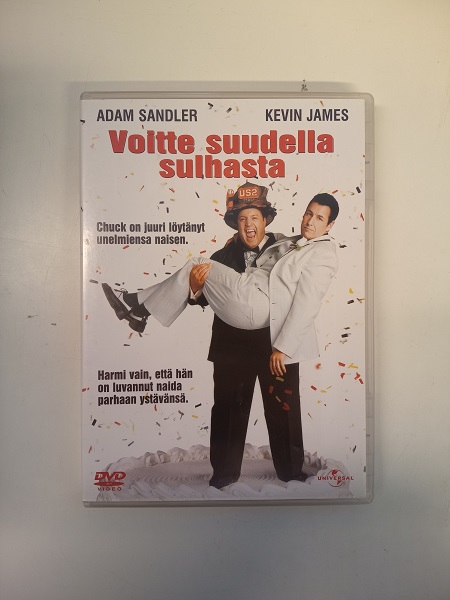 ADAM SANDLER KEVIN JAMES
Voitte suudella
sulhasta
US2
Chuck on juuri löytänyt
unelmiensa naisen.
Harmi vain, että hän
on luvannut naida
parhaan ystävänsä.
DVD
VIDEO
UNIVERSAL